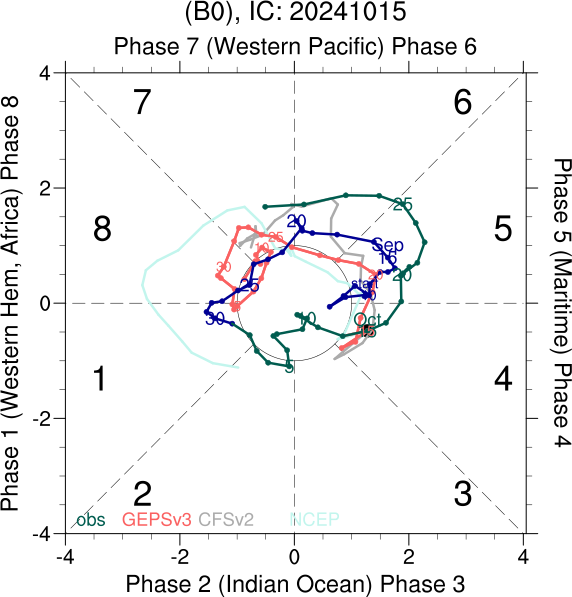 (B0), IC: 20241015
Phase 7 (Western Pacific) Phase 6
Phase 1 (Western Hem, Africa) Phase 8
4
2
0
-2
-4
7
6
8
5
1
4
2
3
20
25
Sep
15
20
start
Oct
10
5
25
30
30
25
10
15
obs
GEPSv3
CFSv2
NCEP
-4
-2
0
2
4
Phase 2 (Indian Ocean) Phase 3
Phase 5 (Maritime) Phase 4